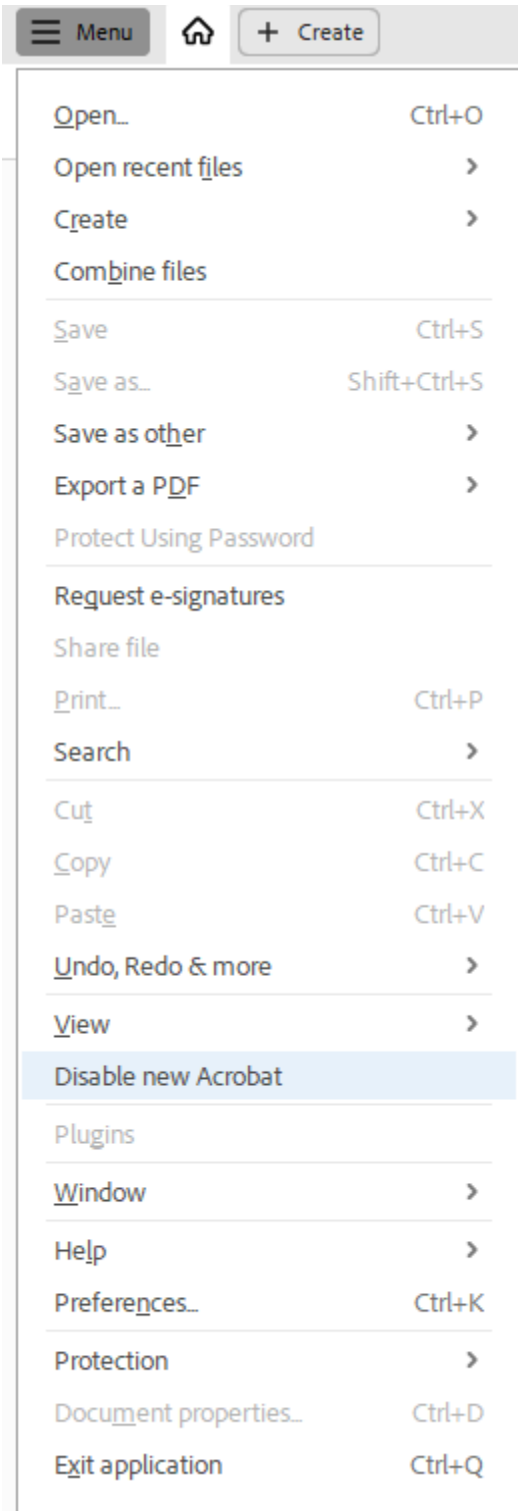 Menu + Create
Open... Ctrl+O
Open recent files >
Create >
Combine files
Save Ctrl+S
Save as... Shift+Ctrl+S
Save as other >
Export a PDF >
Protect Using Password
Request e-signatures
Share file
Print... Ctrl+P
Search >
Cut Ctrl+X
Copy Ctrl+C
Paste Ctrl+V
Undo, Redo & more >
View >
Disable new Acrobat
Plugins
Window >
Help >
Preferences... Ctrl+K
Protection >
Document properties... Ctrl+D
Exit application Ctrl+Q